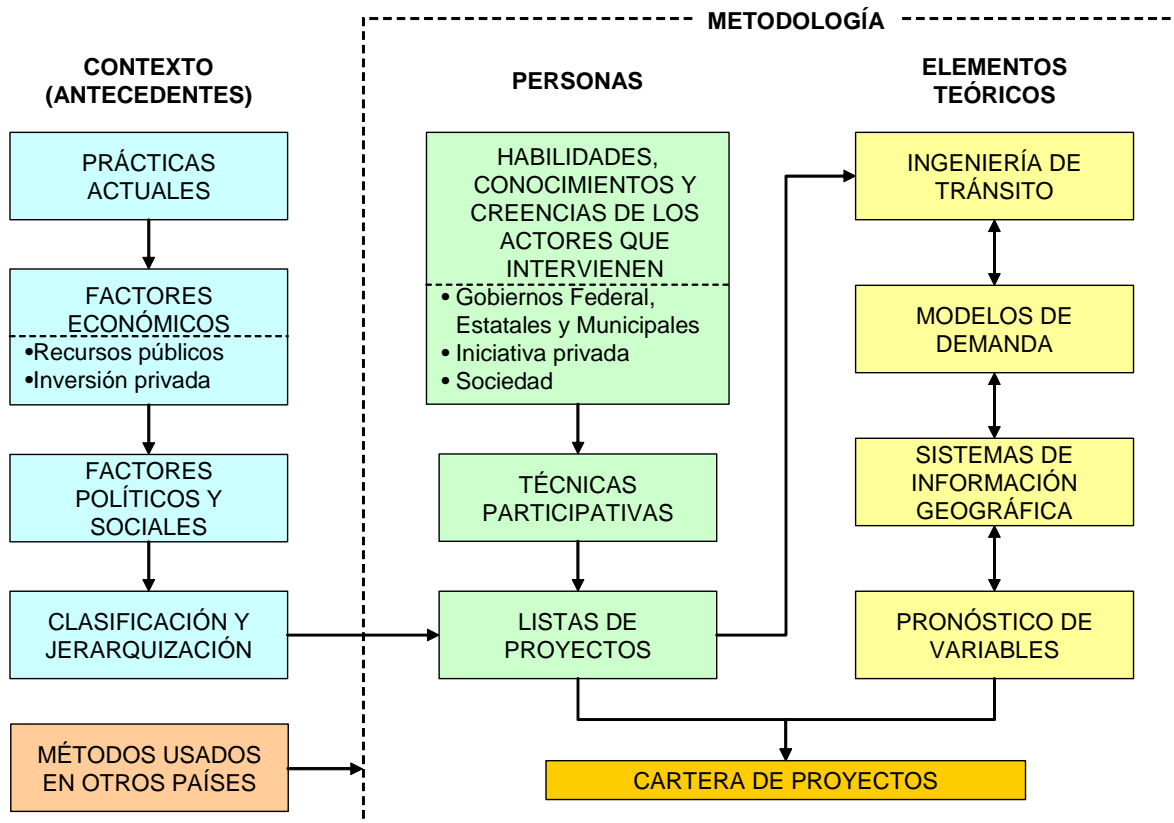 METODOLOGÍA
CONTEXTO
(ANTECEDENTES)
PRÁCTICAS
ACTUALES
FACTORES
ECONÓMICOS
•Recursos públicos
•Inversión privada
FACTORES
POLÍTICOS Y
SOCIALES
CLASIFICACIÓN Y
JERARQUIZACIÓN
MÉTODOS USADOS
EN OTROS PAÍSES
PERSONAS
HABILIDADES,
CONOCIMIENTOS Y
CREENCIAS DE LOS
ACTORES QUE
INTERVIENEN
• Gobiernos Federal,
Estatales y Municipales
• Iniciativa privada
• Sociedad
TÉCNICAS
PARTICIPATIVAS
LISTAS DE
PROYECTOS
ELEMENTOS
TEÓRICOS
INGENIERÍA DE
TRÁNSITO
MODELOS DE
DEMANDA
SISTEMAS DE
INFORMACIÓN
GEOGRÁFICA
PRONÓSTICO DE
VARIABLES
CARTERA DE PROYECTOS